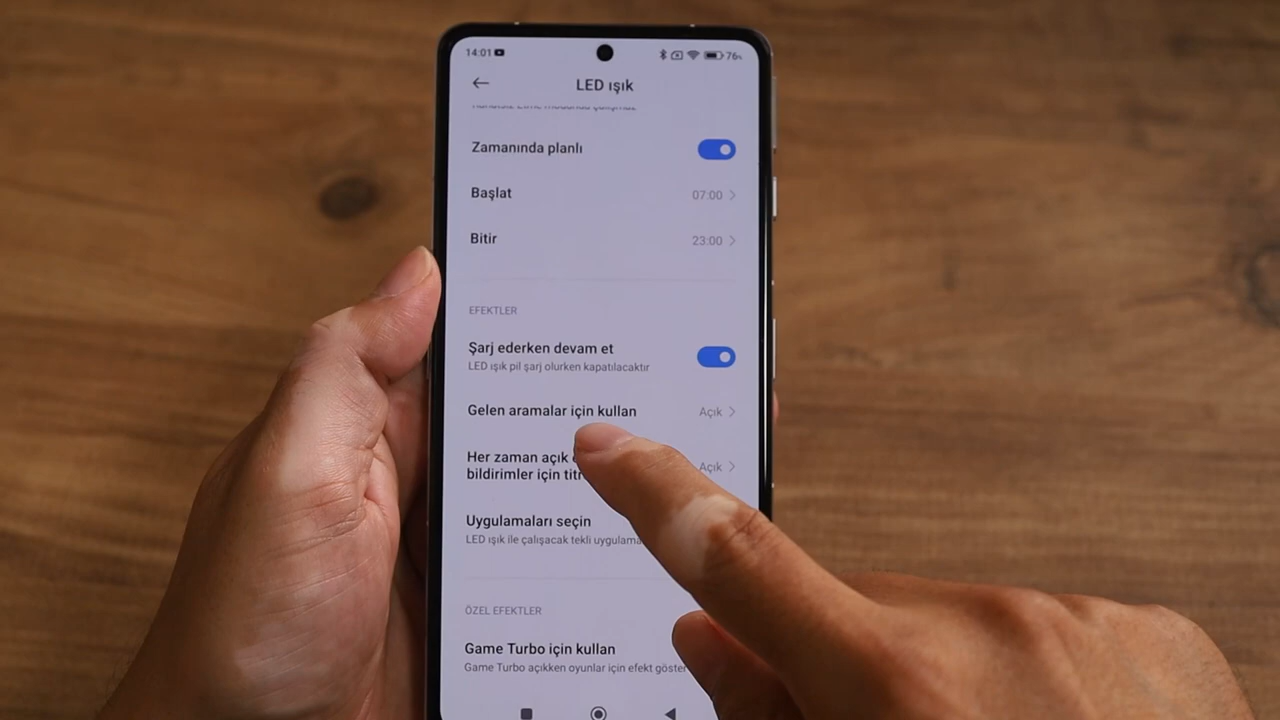 14:01
76
LED ışık
Zamanında planlı
Başlat
07:00
Bitir
23:00
EFEKTLER
Şarj ederken devam et
LED ışık pil şarj olurken kapatılacaktır
Gelen aramalar için kullan
Açık
Her zaman açık
bildirimler için
Açık
Uygulamaları seçin
LED ışık ile çalışacak tekli
ÖZEL EFEKTLER
Game Turbo için kullan
Game Turbo açıkken oyunlar için efekt